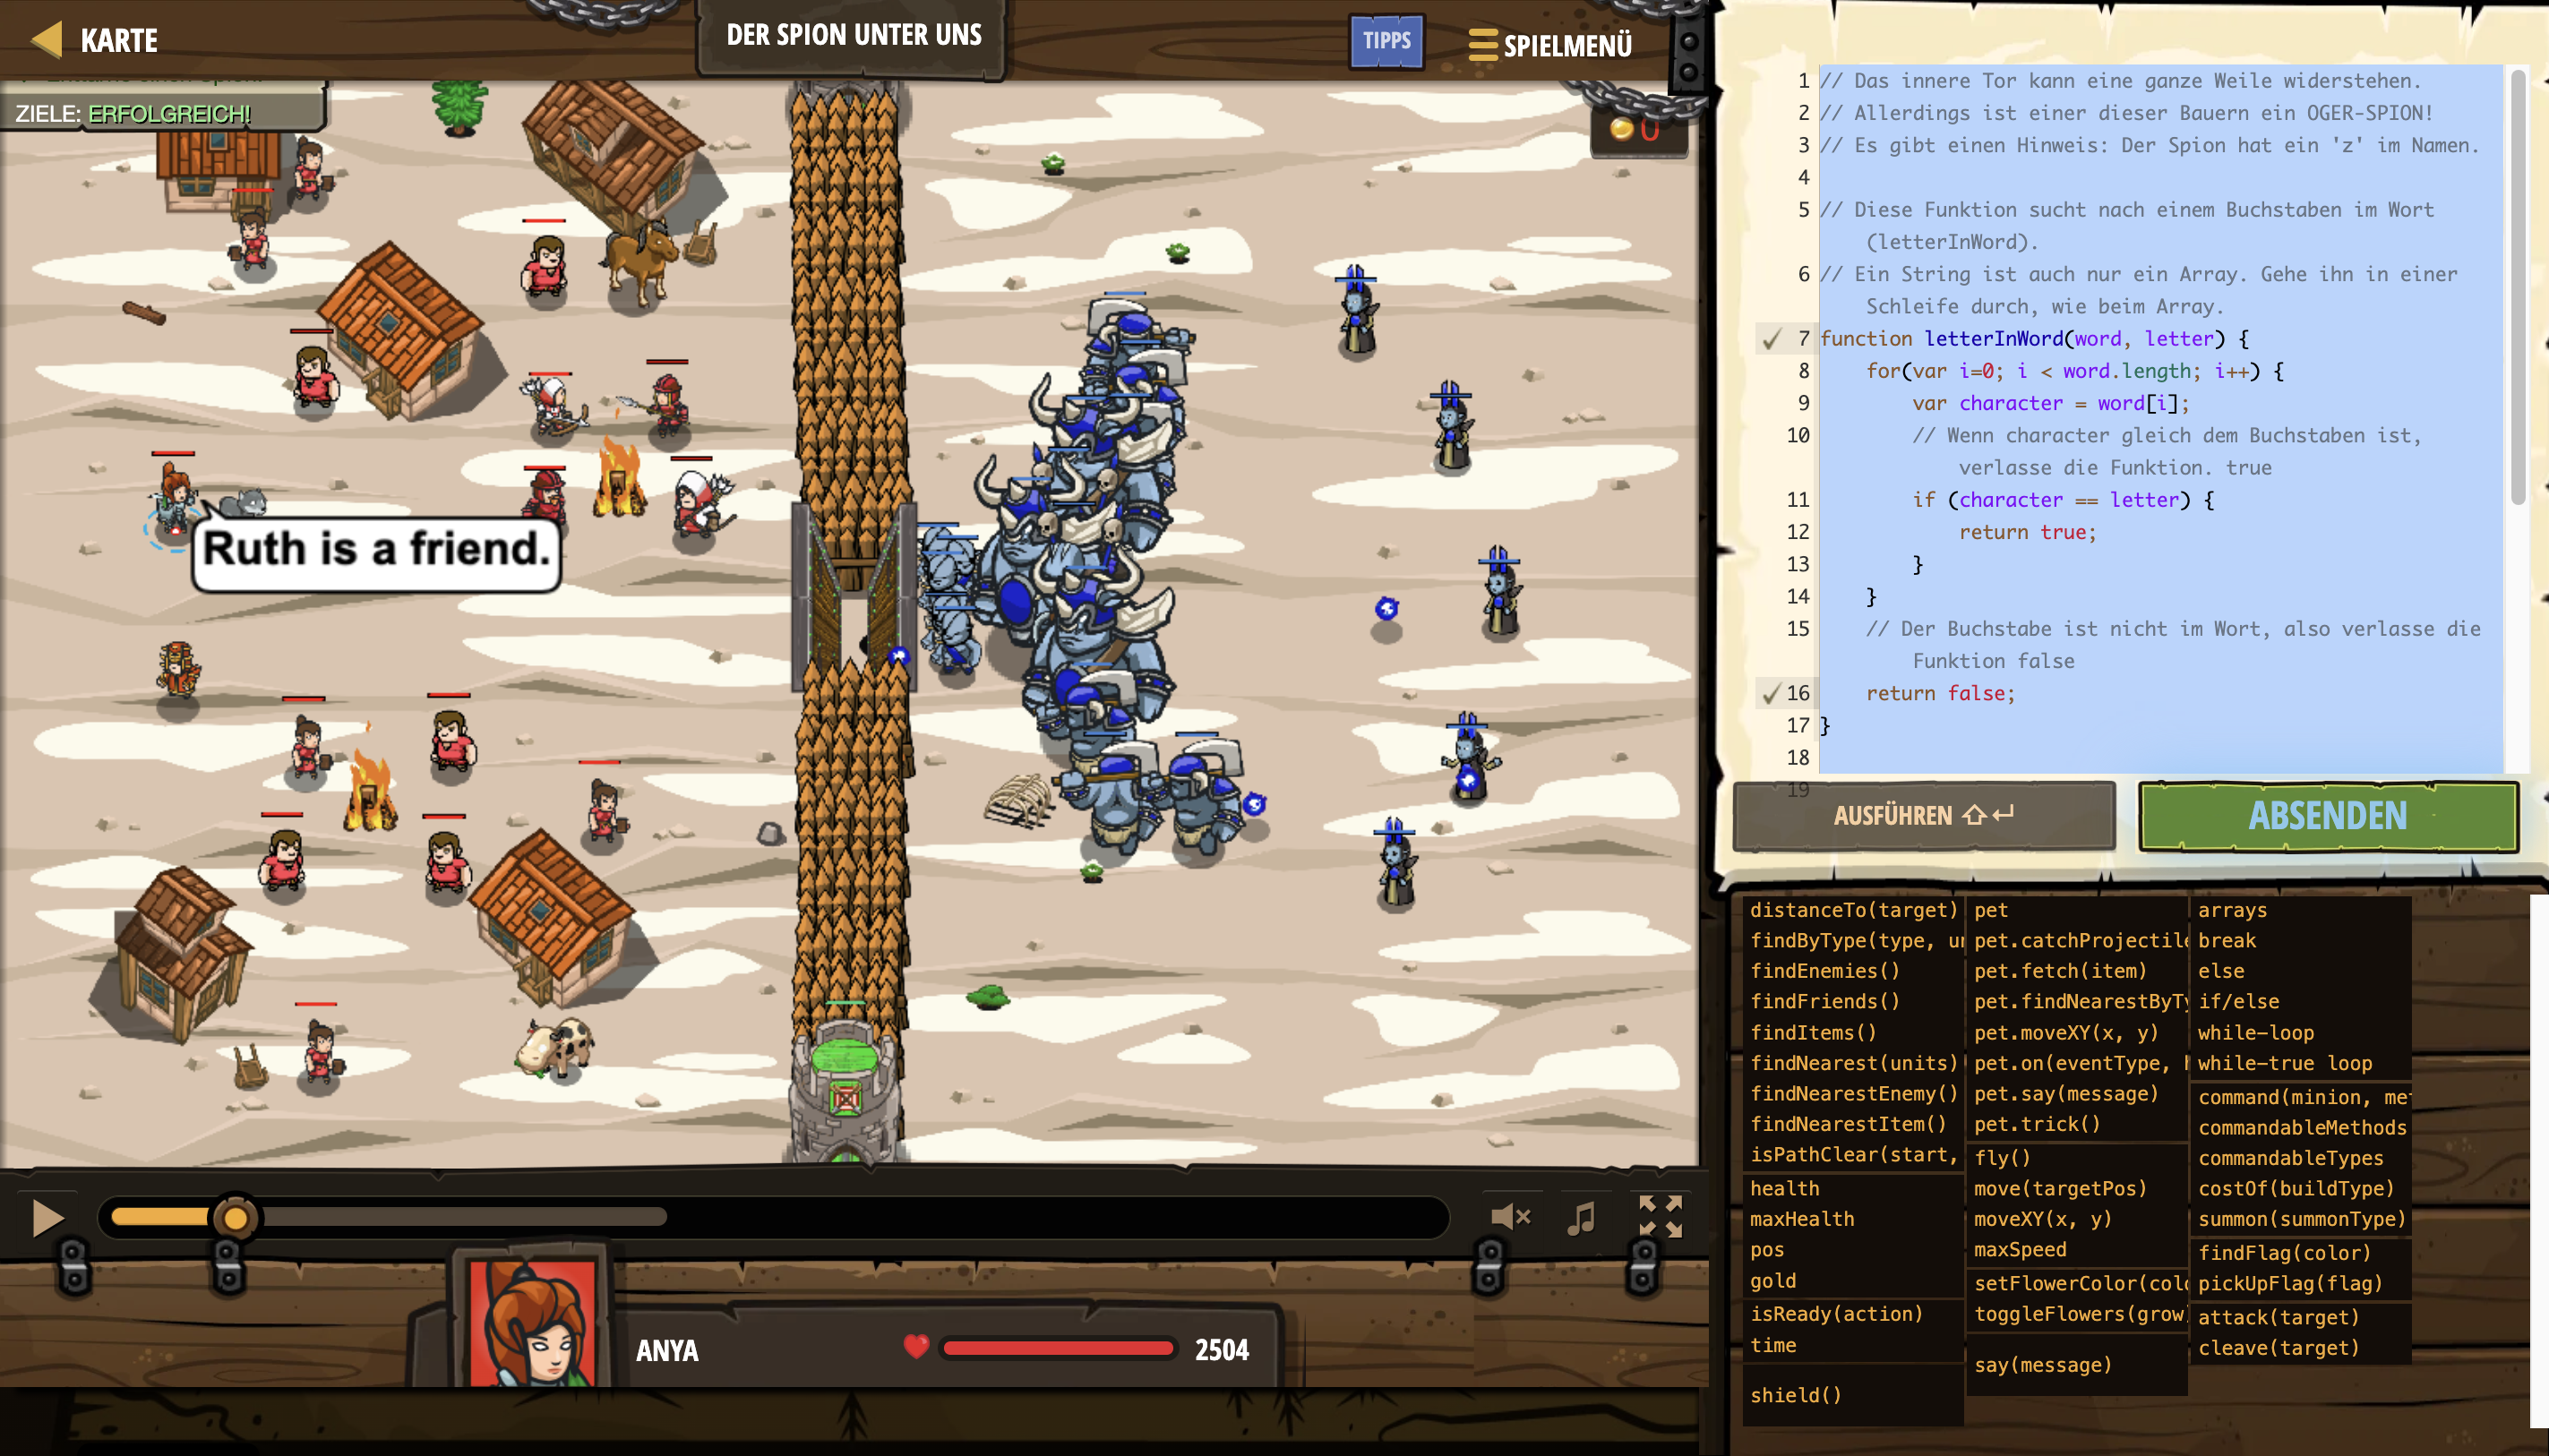 KARTE
DER SPION UNTER UNS
TIPPS
SPIELMENÜ
ZIELE: ERFOLGREICH!
0
Ruth is a friend.
1 // Das innere Tor kann eine ganze Weile widerstehen.
2 // Allerdings ist einer dieser Bauern ein OGER-SPION!
3 // Es gibt einen Hinweis: Der Spion hat ein 'z' im Namen.
4
5 // Diese Funktion sucht nach einem Buchstaben im Wort
(letterInWord).
6 // Ein String ist auch nur ein Array. Gehe ihn in einer
Schleife durch, wie beim Array.
7 function letterInWord(word, letter) {
8 for(var i=0; i < word.length; i++) {
9 var character = word[i];
10 // Wenn character gleich dem Buchstaben ist,
verlasse die Funktion. true
11 if (character == letter) {
12 return true;
13 }
14 }
15 // Der Buchstabe ist nicht im Wort, also verlasse die
Funktion false
16 return false;
17 }
18
19
AUSFÜHREN
ABSENDEN
distanceTo(target)
findByType(type, u
findEnemies()
findFriends()
findItems()
findNearest(units)
findNearestEnemy()
findNearestItem()
isPathClear(start,
health
maxHealth
pos
gold
isReady(action)
time
shield()
pet
pet.catchProjectile
pet.fetch(item)
pet.findNearestByTy
pet.moveXY(x, y)
pet.on(eventType, h
pet.say(message)
pet.trick()
fly()
move(targetPos)
moveXY(x, y)
maxSpeed
setFlowerColor(colo
toggleFlowers(grow
say(message)
arrays
break
else
if/else
while-loop
while-true loop
command(minion, met
commandableMethods
commandableTypes
costOf(buildType)
summon(summonType)
findFlag(color)
pickUpFlag(flag)
attack(target)
cleave(target)
ANYA
2504